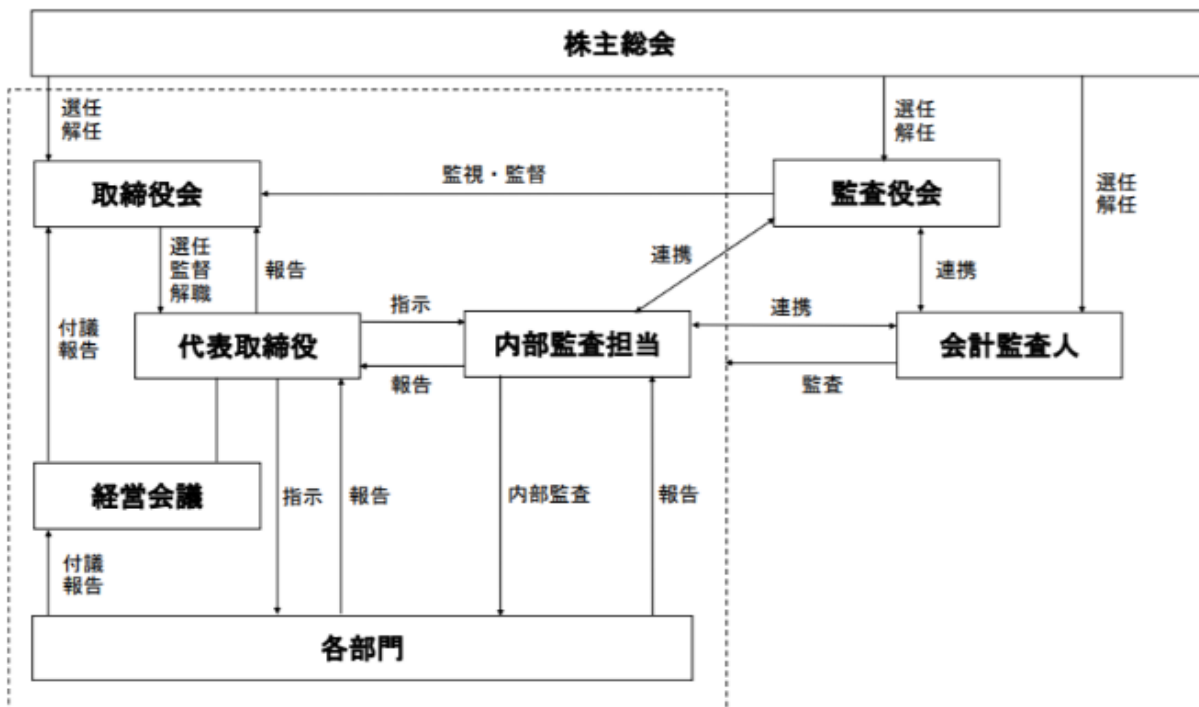 株主総会
選任
解任
選任
解任
選任
解任
取締役会
監視・監督
監査役会
選任
監督
解職
報告
連携
連携
付議
報告
代表取締役
指示
報告
内部監査担当
連携
監査
会計監査人
経営会議
指示
報告
内部監査
報告
付議
報告
各部門